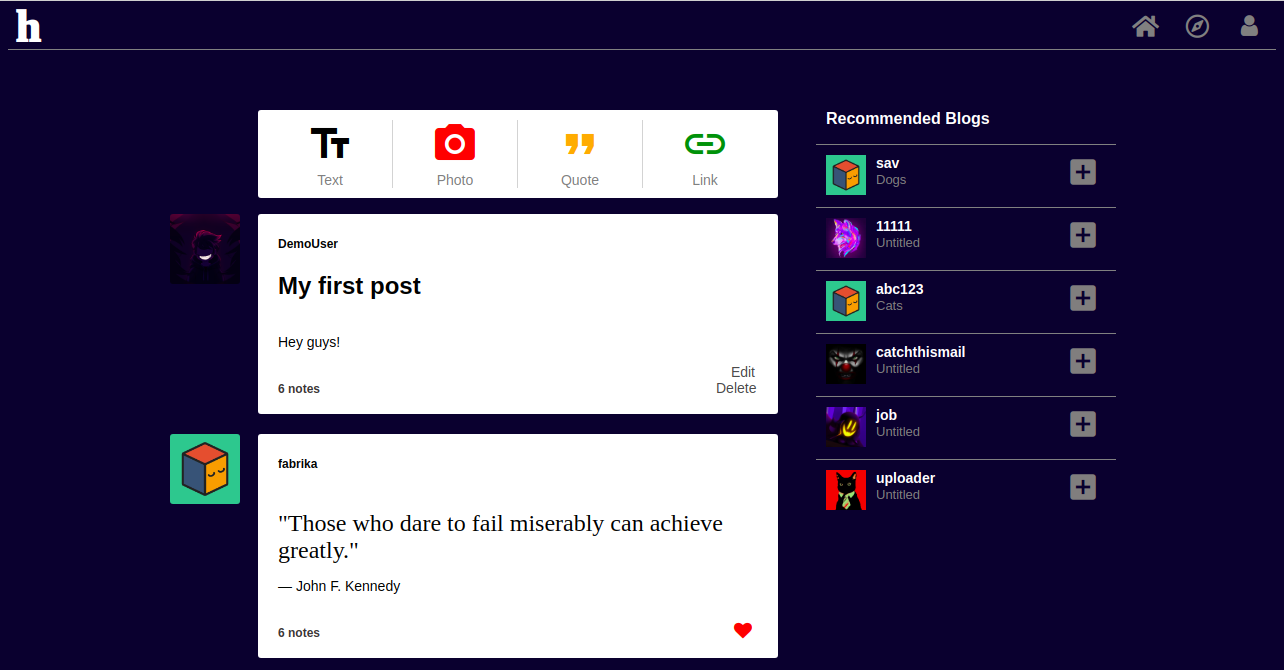 h
Text
Photo
Quote
Link
DemoUser
My first post
Hey guys!
6 notes
Edit
Delete
fabrika
"Those who dare to fail miserably can achieve
greatly."
— John F. Kennedy
6 notes
Recommended Blogs
sav
Dogs
11111
Untitled
abc123
Cats
catchthismail
Untitled
job
Untitled
uploader
Untitled